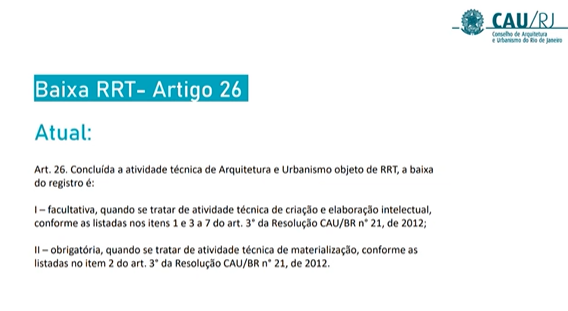 CAU/RJ
Conselho de Arquitetura
e Urbanismo do Rio de Janeiro
Baixa RRT- Artigo 26
Atual:
Art. 26. Concluída a atividade técnica de Arquitetura e Urbanismo objeto de RRT, a baixa
do registro é:
I – facultativa, quando se tratar de atividade técnica de criação e elaboração intelectual,
conforme as listadas nos itens 1 e 3 a 7 do art. 3° da Resolução CAU/BR n° 21, de 2012;
II – obrigatória, quando se tratar de atividade técnica de materialização, conforme as
listadas no item 2 do art. 3° da Resolução CAU/BR n° 21, de 2012.